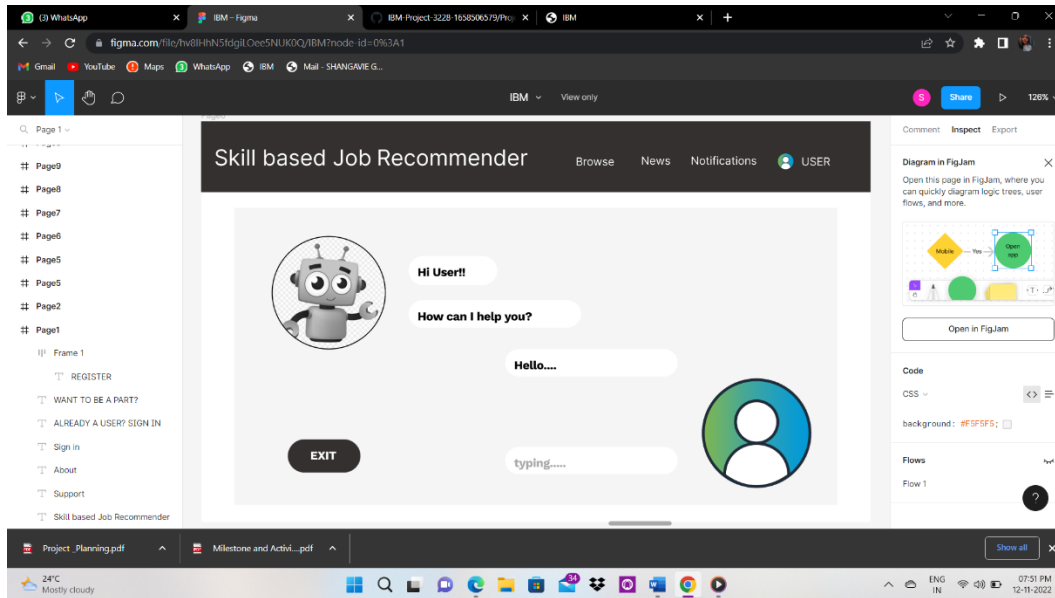 (3) WhatsApp
IBM – Figma
IBM-Project-3228-1658506579/Proj
IBM
figma.com/file/hv8IHhN5fdgiLOee5NUK0Q/IBM?node-id=0%3A1
Gmail
YouTube
Maps
WhatsApp
IBM
Mail - SHANGAVIE G...
IBM
View only
S
Share
126%
Page 1
Page9
Page8
Page7
Page6
Page5
Page5
Page2
Page1
Frame 1
REGISTER
WANT TO BE A PART?
ALREADY A USER? SIGN IN
Sign in
About
Support
Skill based Job Recommender
Skill based Job Recommender
Browse
News
Notifications
USER
Hi User!!
How can I help you?
Hello....
EXIT
typing.....
Comment
Inspect
Export
Diagram in FigJam
Open this page in FigJam, where you
can quickly diagram logic trees, user
flows, and more.
Mobile
Yes
Open
app
Open in FigJam
Code
CSS
background: #F5F5F5;
Flows
Flow 1
?
Project _Planning.pdf
Milestone and Activi....pdf
Show all
24°C
Mostly cloudy
34
ENG
IN
07:51 PM
12-11-2022